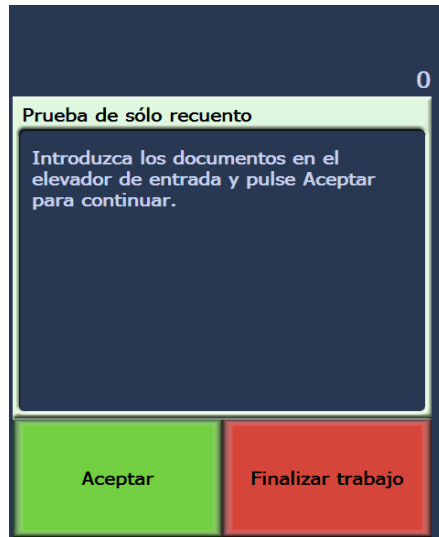 0
Prueba de sólo recuento
Introduzca los documentos en el
elevador de entrada y pulse Aceptar
para continuar.
Aceptar
Finalizar trabajo